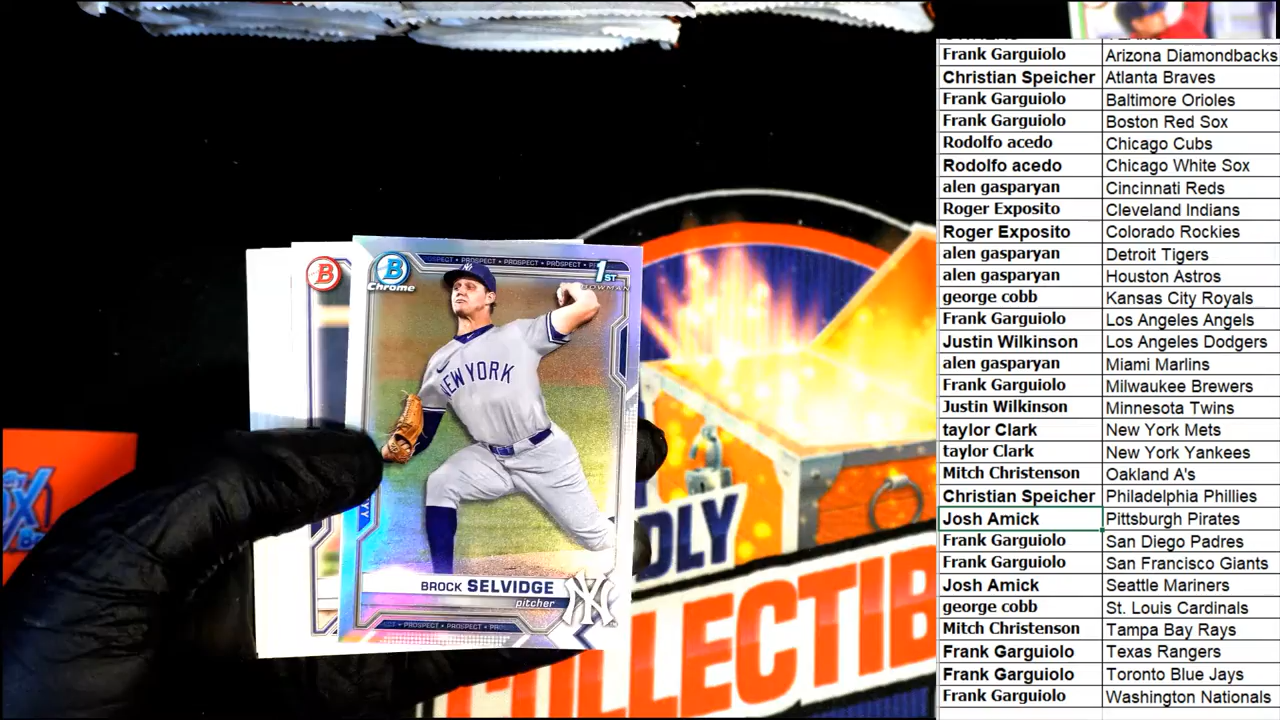 Frank Garguiolo Arizona Diamondbacks
Christian Speicher Atlanta Braves
Frank Garguiolo Baltimore Orioles
Frank Garguiolo Boston Red Sox
Rodolfo acedo Chicago Cubs
Rodolfo acedo Chicago White Sox
alen gasparyan Cincinnati Reds
Roger Exposito Cleveland Indians
Roger Exposito Colorado Rockies
alen gasparyan Detroit Tigers
alen gasparyan Houston Astros
george cobb Kansas City Royals
Frank Garguiolo Los Angeles Angels
Justin Wilkinson Los Angeles Dodgers
alen gasparyan Miami Marlins
Frank Garguiolo Milwaukee Brewers
Justin Wilkinson Minnesota Twins
taylor Clark New York Mets
taylor Clark New York Yankees
Mitch Christenson Oakland A's
Christian Speicher Philadelphia Phillies
Josh Amick Pittsburgh Pirates
Frank Garguiolo San Diego Padres
Frank Garguiolo San Francisco Giants
Josh Amick Seattle Mariners
george cobb St. Louis Cardinals
Mitch Christenson Tampa Bay Rays
Frank Garguiolo Texas Rangers
Frank Garguiolo Toronto Blue Jays
Frank Garguiolo Washington Nationals
B
B
Chrome
PROSPECT • PROSPECT • PROSPECT
1ST
BOWMAN
NEW YORK
BROCK SELVIDGE
pitcher
NY
PROSPECT • PROSPECT • PROSPECT
DLY
COLLECTIB